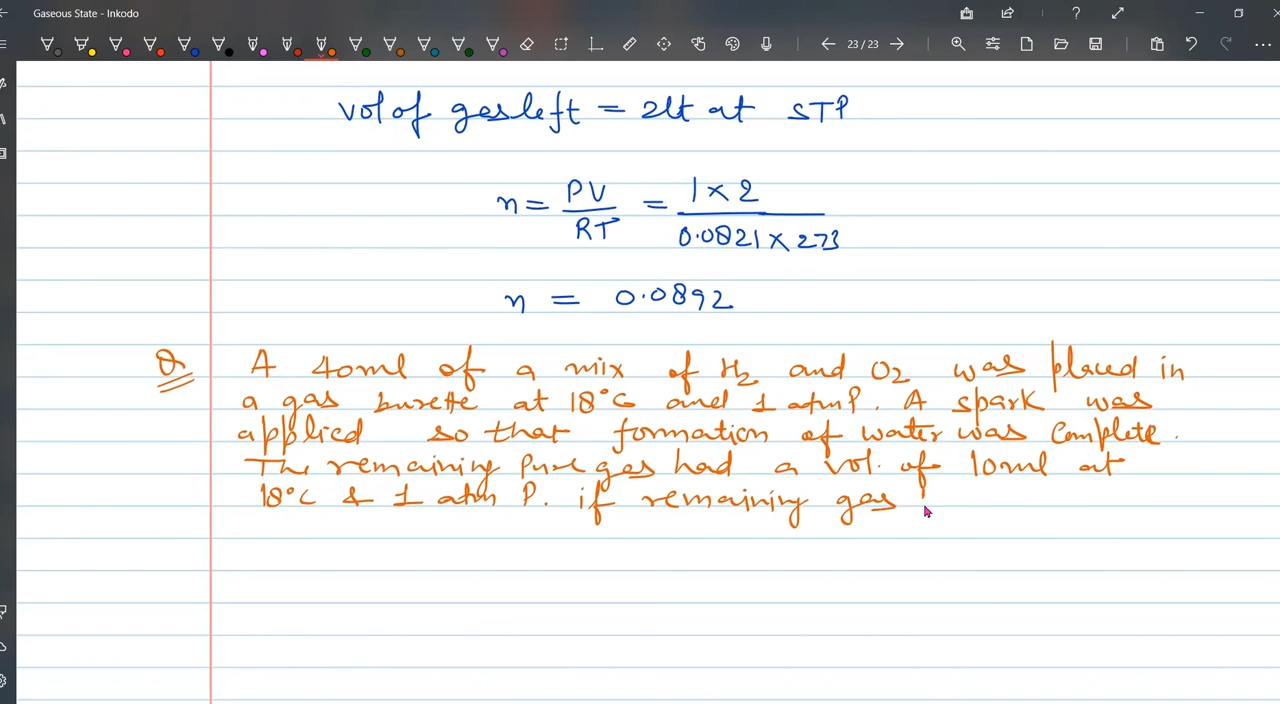 Gaseous State - Inkodo
23/23
vol of gas left = 2lt at STP
n = PV/RT = 1 × 2 / 0.0821 × 273
n = 0.0892
Q A 40ml of a mix of H2 and O2 was placed in
a gas burette at 18°C and 1 atm P. A spark was
applied so that formation of water was complete.
The remaining pure gas had a vol. of 10ml at
18°C & 1 atm P. if remaining gas